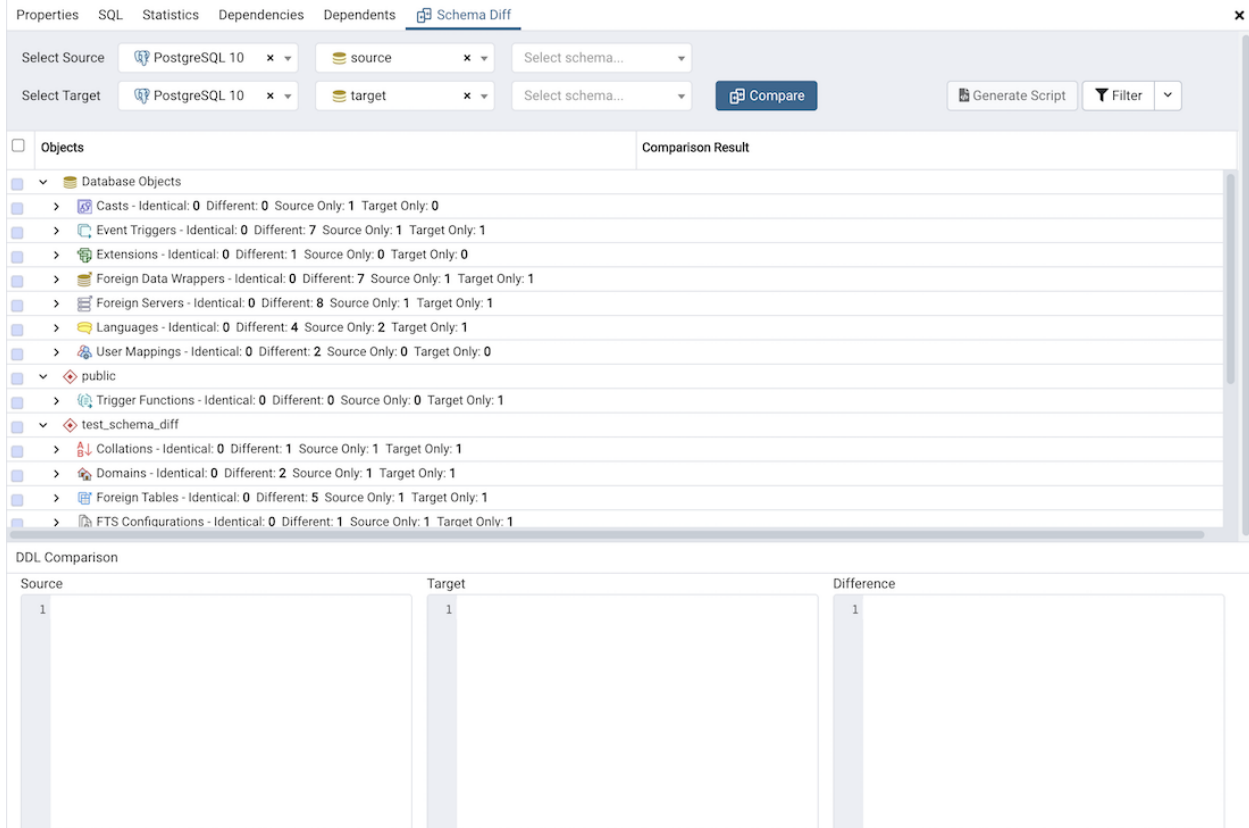 Properties SQL Statistics Dependencies Dependents Schema Diff
Select Source PostgreSQL 10 source Select schema...
Select Target PostgreSQL 10 target Select schema... Compare Generate Script Filter
Objects Comparison Result
Database Objects
Casts - Identical: 0 Different: 0 Source Only: 1 Target Only: 0
Event Triggers - Identical: 0 Different: 7 Source Only: 1 Target Only: 1
Extensions - Identical: 0 Different: 1 Source Only: 0 Target Only: 0
Foreign Data Wrappers - Identical: 0 Different: 7 Source Only: 1 Target Only: 1
Foreign Servers - Identical: 0 Different: 8 Source Only: 1 Target Only: 1
Languages - Identical: 0 Different: 4 Source Only: 2 Target Only: 1
User Mappings - Identical: 0 Different: 2 Source Only: 0 Target Only: 0
public
Trigger Functions - Identical: 0 Different: 0 Source Only: 0 Target Only: 1
test_schema_diff
Collations - Identical: 0 Different: 1 Source Only: 1 Target Only: 1
Domains - Identical: 0 Different: 2 Source Only: 1 Target Only: 1
Foreign Tables - Identical: 0 Different: 5 Source Only: 1 Target Only: 1
FTS Configurations - Identical: 0 Different: 1 Source Only: 1 Target Only: 1
DDL Comparison
Source Target Difference
1 1 1